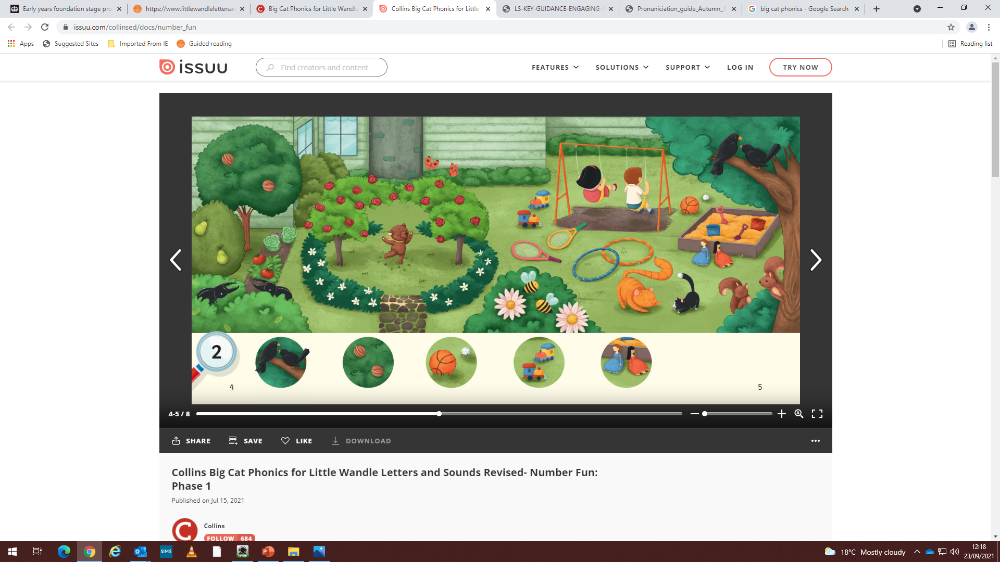 Early years foundation stage pro
https://www.littlewandlelettersar
Big Cat Phonics for Little Wandle
Collins Big Cat Phonics for Little
LS-KEY-GUIDANCE-ENGAGING-
Pronuniciation_guide_Autumn_1
big cat phonics - Google Search
issuu.com/collinsed/docs/number_fun
Apps
Suggested Sites
Imported From IE
Guided reading
Reading list
issuu
Find creators and content
FEATURES
SOLUTIONS
SUPPORT
LOG IN
TRY NOW
2
4
5
4-5 / 8
SHARE
SAVE
LIKE
DOWNLOAD
Collins Big Cat Phonics for Little Wandle Letters and Sounds Revised- Number Fun:
Phase 1
Published on Jul 15, 2021
C
Collins
FOLLOW 684
SIMS
18°C Mostly cloudy
12:18
23/09/2021